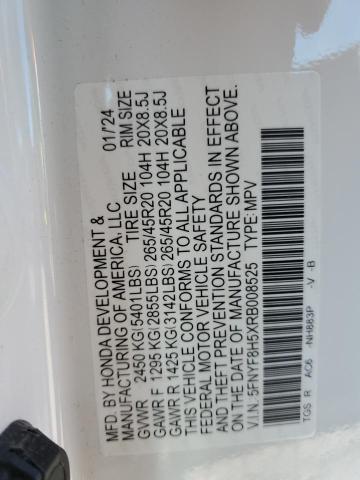 MFD. BY HONDA DEVELOPMENT &
MANUFACTURING OF AMERICA, LLC 01/'24
GVWR 2450 KG(5401LBS) TIRE SIZE RIM SIZE
GAWR F 1295 KG(2855LBS) 265/45R20 104H 20X8.5J
GAWR R 1425 KG(3142LBS) 265/45R20 104H 20X8.5J
THIS VEHICLE CONFORMS TO ALL APPLICABLE
FEDERAL MOTOR VEHICLE SAFETY
AND THEFT PREVENTION STANDARDS IN EFFECT
ON THE DATE OF MANUFACTURE SHOWN ABOVE.
V.I.N.: 5FNYF8H5XRB008525 TYPE:MPV
TGS R AO6 -NH883P -V -B